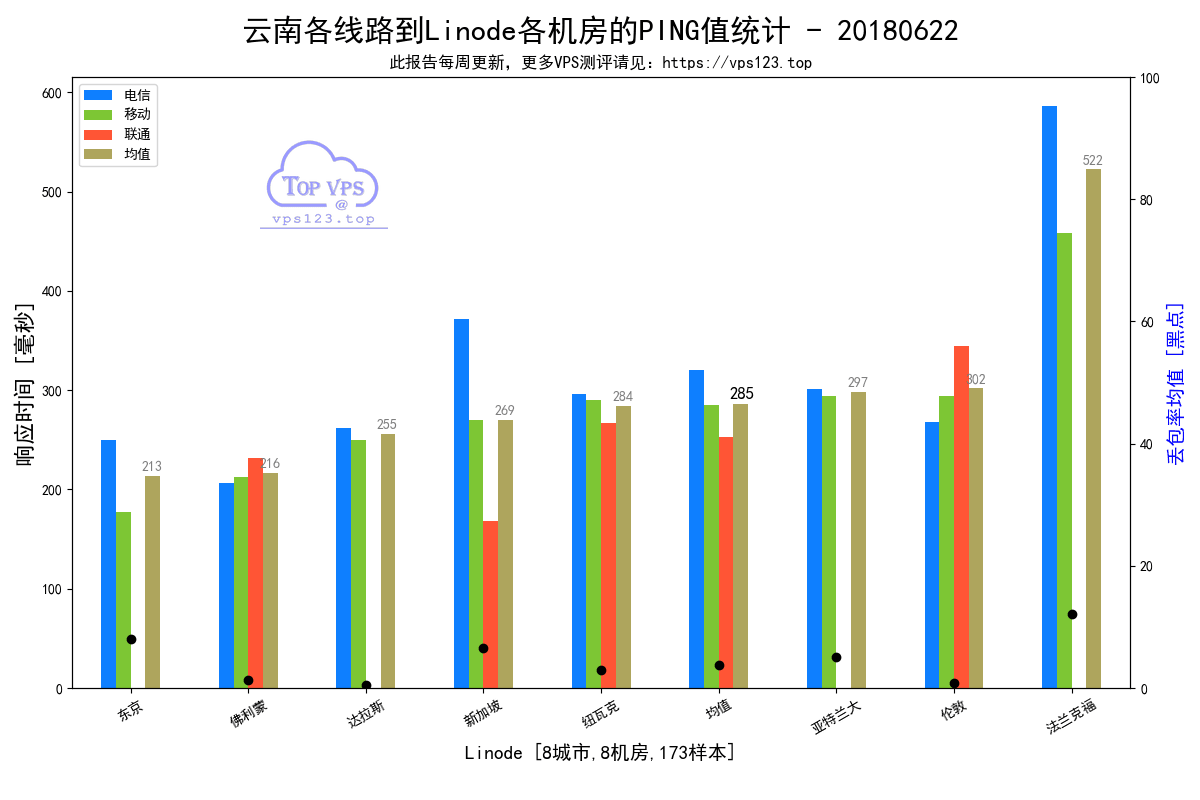 云南各线路到Linode各机房的PING值统计 - 20180622
此报告每周更新，更多VPS测评请见：https://vps123.top
电信
移动
联通
均值
TOP VPS
@
vps123.top
响应时间 [毫秒]
600
500
400
300
200
100
0
213
216
255
269
284
285
297
302
522
100
80
60
40
20
0
丢包率均值 [黑点]
东京
佛利蒙
达拉斯
新加坡
纽瓦克
均值
亚特兰大
伦敦
法兰克福
Linode [8城市,8机房,173样本]